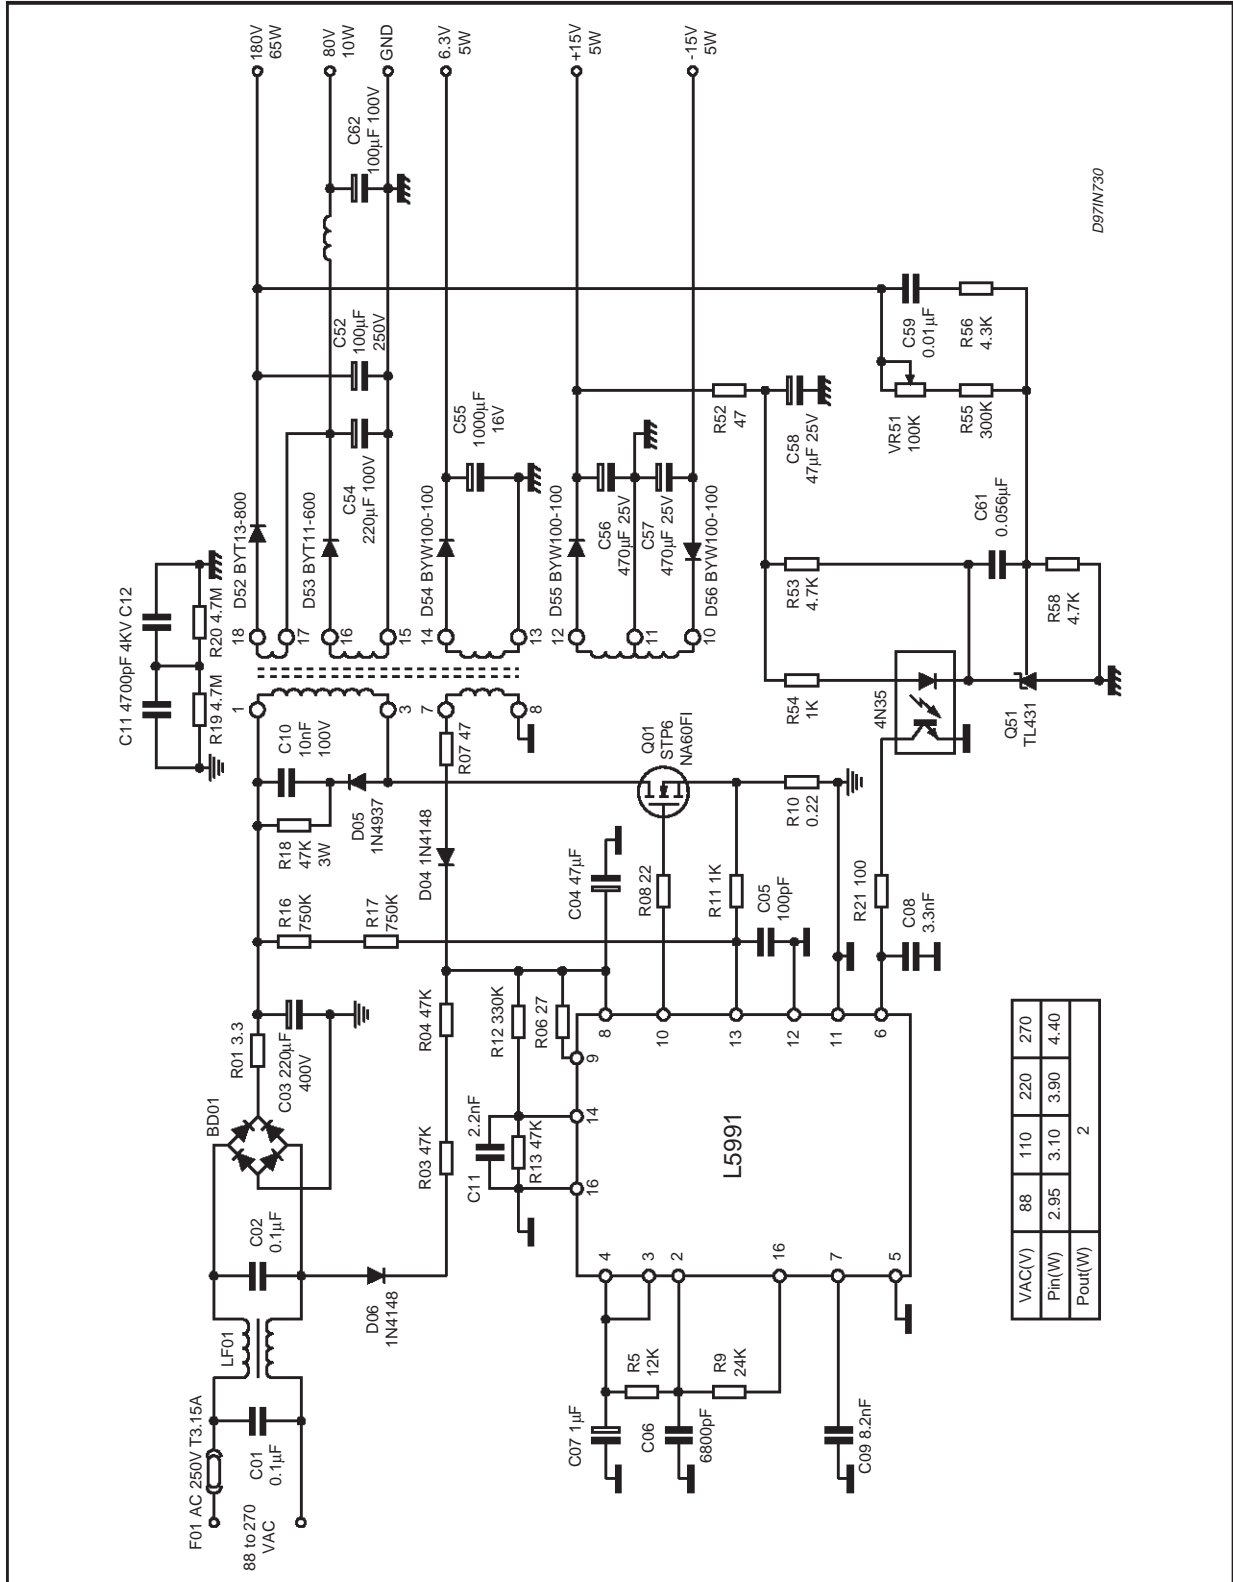 F01 AC 250V T3.15A
88 to 270
VAC
C01
0.1µF
LF01
C02
0.1µF
BD01
D06
1N4148
R01 3.3
C03 220µF
400V
R03 47K
R04 47K
R16
750K
R17
750K
R18
47K
3W
C10
10nF
100V
D05
1N4937
D04 1N4148
R07 47
C11 4700pF 4KV C12
R19 4.7M
R20 4.7M
1
3
7
8
18
17
16
15
14
13
12
11
10
D52 BYT13-800
D53 BYT11-600
C54
220µF 100V
C52
100µF
250V
C62
100µF 100V
D54 BYW100-100
C55
1000µF
16V
D55 BYW100-100
C56
470µF 25V
C57
470µF 25V
D56 BYW100-100
180V
65W
80V
10W
GND
6.3V
5W
+15V
5W
-15V
5W
C11
2.2nF
R13 47K
R12 330K
R06 27
C04 47µF
R08 22
Q01
STP6
NA60FI
R11 1K
C05
100pF
R10
0.22
R21 100
C08
3.3nF
16
14
9
8
10
13
12
11
6
4
3
2
16
7
5
L5991
C07 1µF
R5
12K
C06
6800pF
R9
24K
C09 8.2nF
R52
47
C58
47µF 25V
R53
4.7K
R54
1K
4N35
Q51
TL431
C61
0.056µF
R58
4.7K
VR51
100K
R55
300K
C59
0.01µF
R56
4.3K
VAC(V) 88 110 220 270
Pin(W) 2.95 3.10 3.90 4.40
Pout(W) 2
D97IN730